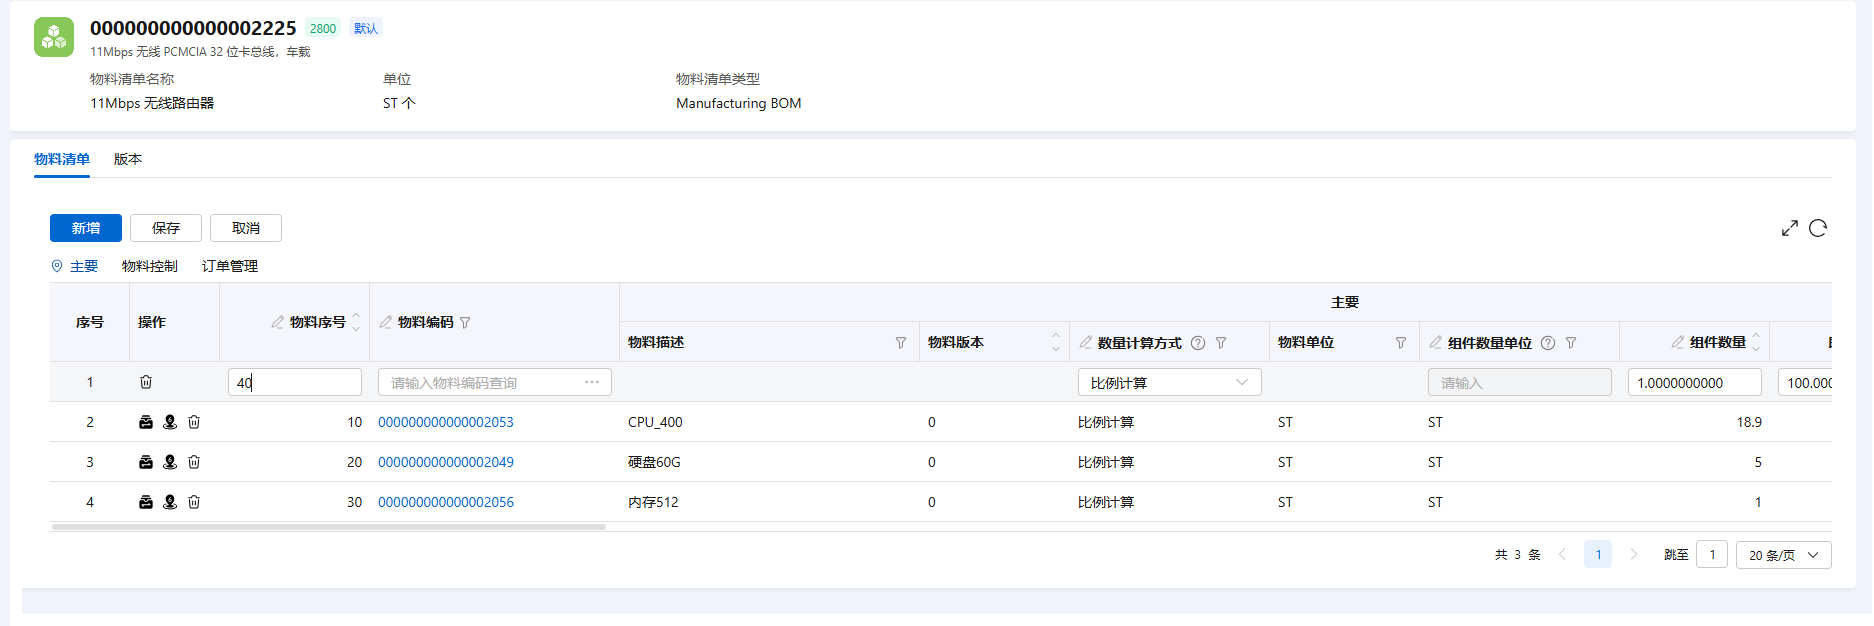 000000000000002225 2800 默认
11Mbps 无线 PCMCIA 32 位卡总线，车载
物料清单名称 单位 物料清单类型
11Mbps 无线路由器 ST 个 Manufacturing BOM
物料清单 版本
新增 保存 取消
主要 物料控制 订单管理
序号 操作 物料序号 物料编码 主要
物料描述 物料版本 数量计算方式 物料单位 组件数量单位 组件数量
1 40 请输入物料编码查询 ··· 比例计算 请输入 1.0000000000 100.000
2 10 000000000000002053 CPU_400 0 比例计算 ST ST 18.9
3 20 000000000000002049 硬盘60G 0 比例计算 ST ST 5
4 30 000000000000002056 内存512 0 比例计算 ST ST 1
共 3 条 1 跳至 1 20 条/页